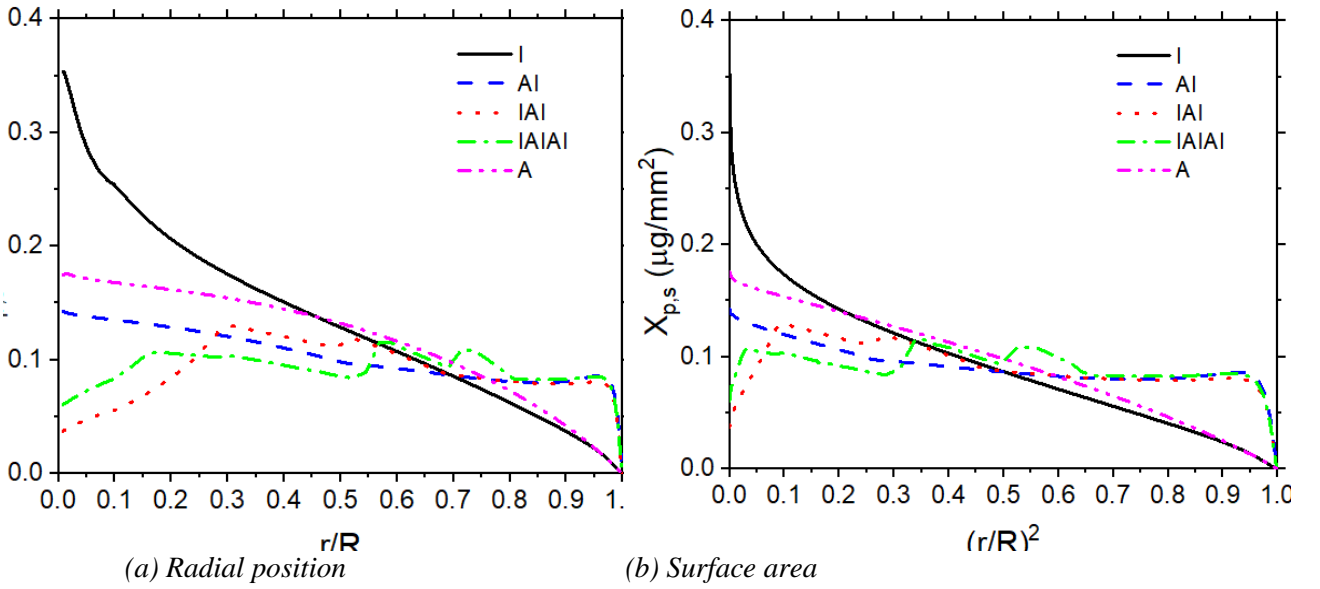 0.4
0.3
0.2
0.1
0.0
0.0 0.1 0.2 0.3 0.4 0.5 0.6 0.7 0.8 0.9 1.
r/R
I
AI
IAI
IAIAI
A
(a) Radial position
X p,s (μg/mm²)
0.4
0.3
0.2
0.1
0.0
0.0 0.1 0.2 0.3 0.4 0.5 0.6 0.7 0.8 0.9 1.0
(r/R)²
I
AI
IAI
IAIAI
A
(b) Surface area